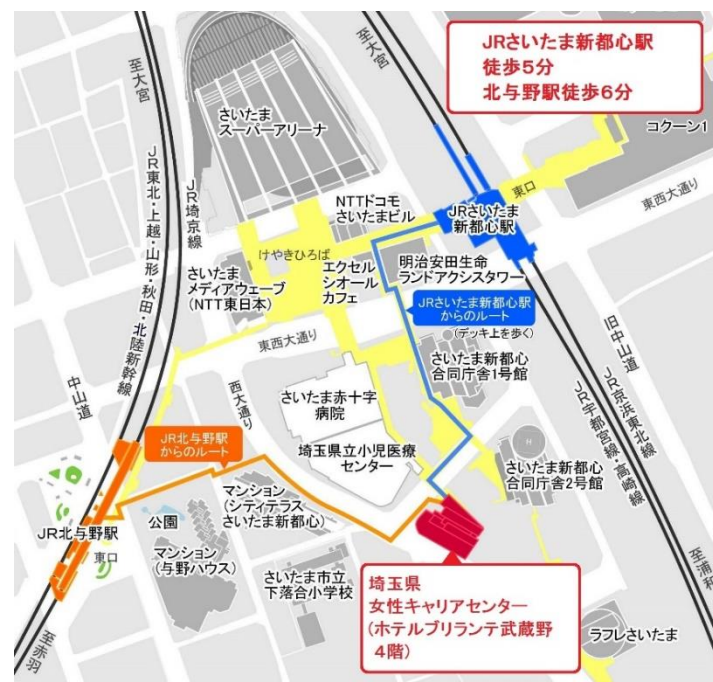 JRさいたま新都心駅
徒歩5分
北与野駅徒歩6分
至大宮
至大宮
さいたま
スーパーアリーナ
コクーン1
JR東北・上越・山形・秋田・北陸新幹線
JR埼京線
NTTドコモ
さいたまビル
東口
JRさいたま
新都心駅
東西大通り
けやきひろば
さいたま
メディアウェーブ
(NTT東日本)
エクセル
シオール
カフェ
明治安田生命
ランドアクシスタワー
JRさいたま新都心駅
からのルート
(デッキ上を歩く)
旧中山道
東西大通り
さいたま新都心
合同庁舎1号館
中山道
西大通り
さいたま赤十字
病院
JR京浜東北線
JR宇都宮線・高崎線
JR北与野駅
からのルート
埼玉県立小児医療
センター
H
さいたま新都心
合同庁舎2号館
マンション
(シティテラス
さいたま新都心)
JR北与野駅
公園
東口
マンション
(与野ハウス)
さいたま市立
下落合小学校
至浦和
埼玉県
女性キャリアセンター
(ホテルブリランテ武蔵野
4階)
ラフレさいたま
至赤羽